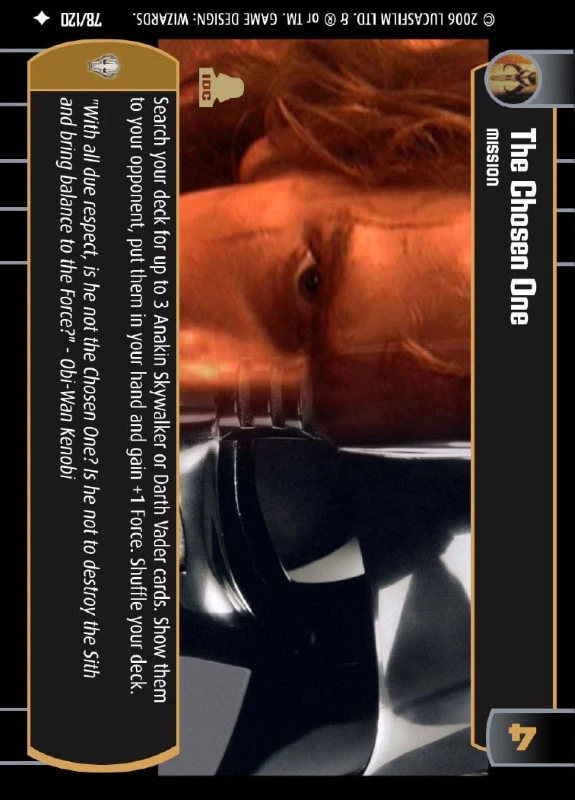 The Chosen One
MISSION
4
IDC
Search your deck for up to 3 Anakin Skywalker or Darth Vader cards. Show them
to your opponent, put them in your hand and gain +1 Force. Shuffle your deck.
"With all due respect, is he not the Chosen One? Is he not to destroy the Sith
and bring balance to the Force?" - Obi-Wan Kenobi
© 2006 LUCASFILM LTD. & ® or TM. GAME DESIGN: WIZARDS.
78/120